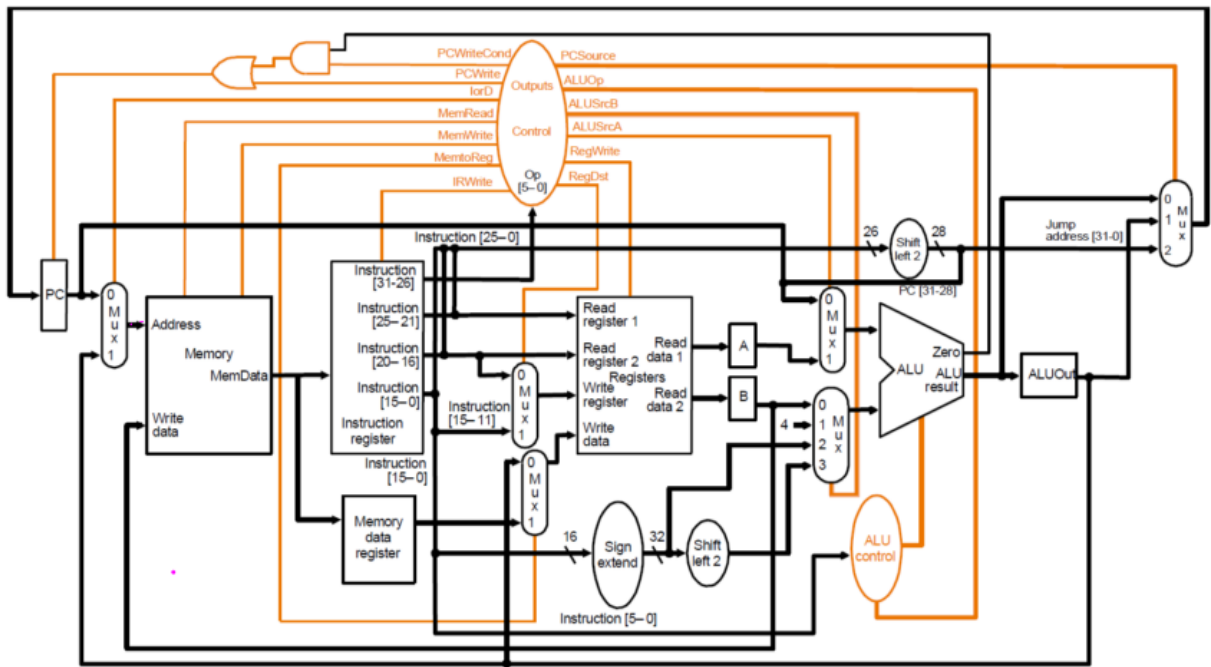 PCWriteCond
PCWrite
IorD
MemRead
MemWrite
MemtoReg
IRWrite
Outputs
Control
Op
[5–0]
PCSource
ALUOp
ALUSrcB
ALUSrcA
RegWrite
RegDst
Instruction [25–0]
26
Shift
left 2
28
Jump
address [31-0]
PC [31-28]
0
1
2
M
u
x
PC
0
M
u
x
1
Address
Memory
MemData
Write
data
Instruction
[31-26]
Instruction
[25–21]
Instruction
[20–16]
Instruction
[15–0]
Instruction
register
Instruction
[15–0]
Instruction
[15–11]
0
M
u
x
1
0
M
u
x
1
Memory
data
register
Read
register 1
Read
register 2
Write
register
Write
data
Registers
Read
data 1
Read
data 2
A
B
0
M
u
x
1
4
0
1
2
3
M
u
x
Zero
ALU
ALU
result
ALUOut
16
Sign
extend
32
Shift
left 2
ALU
control
Instruction [5–0]